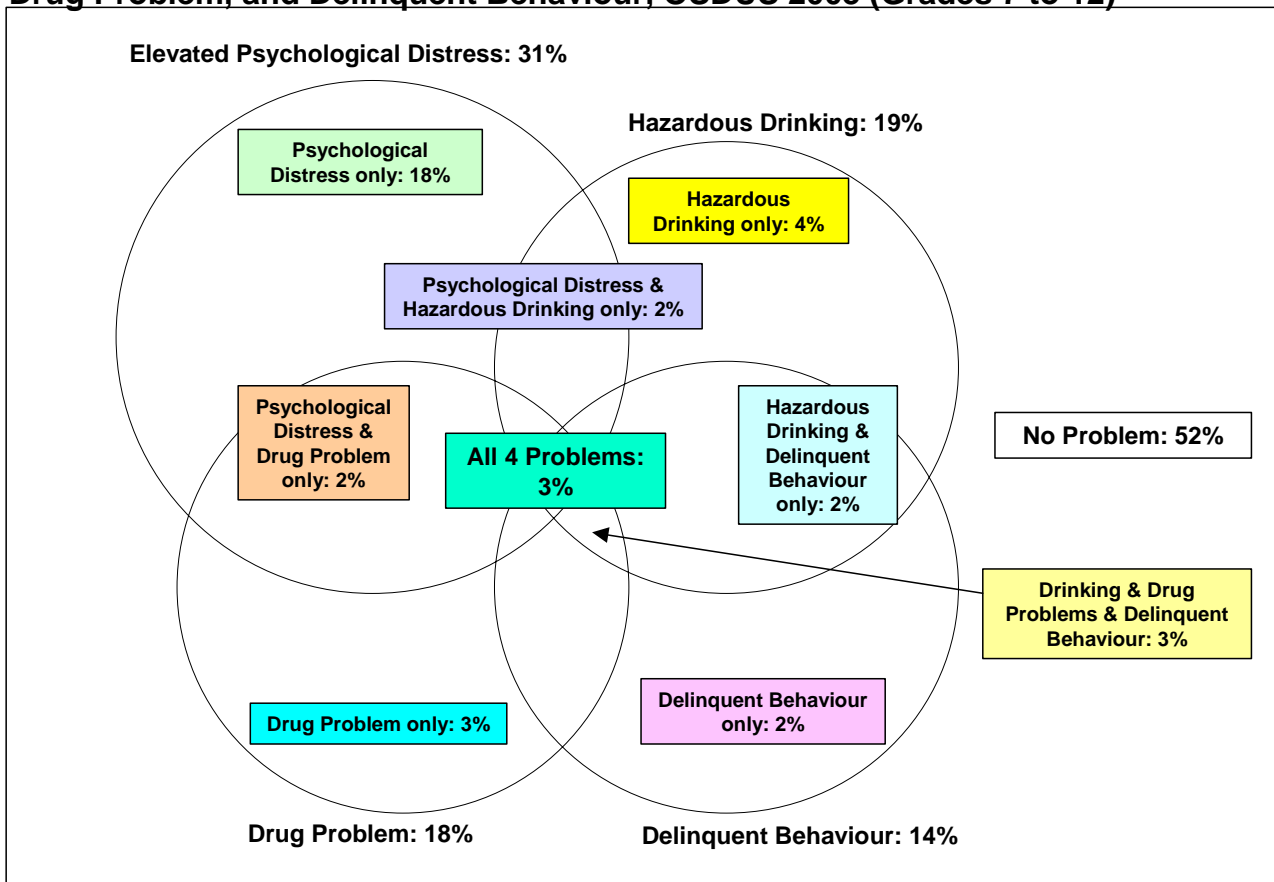 Elevated Psychological Distress: 31%
Hazardous Drinking: 19%
Psychological
Distress only: 18%
Hazardous
Drinking only: 4%
Psychological Distress &
Hazardous Drinking only: 2%
Psychological
Distress &
Drug Problem
only: 2%
All 4 Problems:
3%
Hazardous
Drinking &
Delinquent
Behaviour
only: 2%
No Problem: 52%
Drinking & Drug
Problems & Delinquent
Behaviour: 3%
Drug Problem only: 3%
Delinquent Behaviour
only: 2%
Drug Problem: 18%
Delinquent Behaviour: 14%